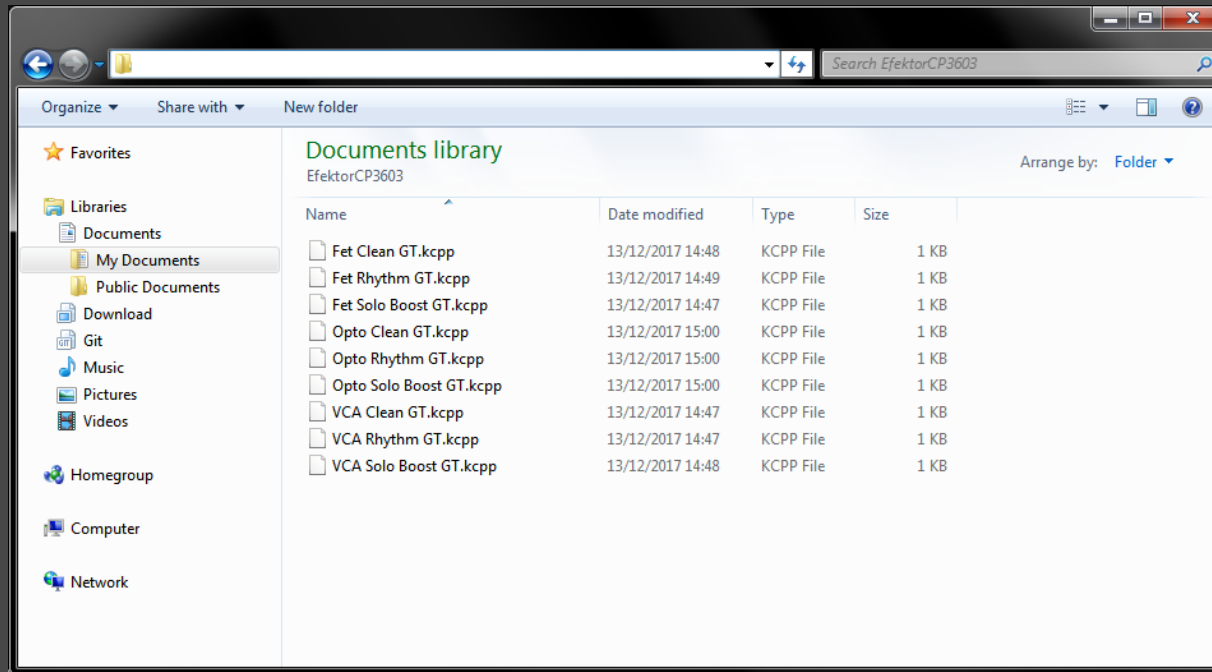 Search EfektorCP3603
Organize Share with New folder
Favorites
Libraries
Documents
My Documents
Public Documents
Download
Git
Music
Pictures
Videos
Homegroup
Computer
Network
Documents library
EfektorCP3603
Arrange by: Folder
Name Date modified Type Size
Fet Clean GT.kcpp 13/12/2017 14:48 KCPP File 1 KB
Fet Rhythm GT.kcpp 13/12/2017 14:49 KCPP File 1 KB
Fet Solo Boost GT.kcpp 13/12/2017 14:47 KCPP File 1 KB
Opto Clean GT.kcpp 13/12/2017 15:00 KCPP File 1 KB
Opto Rhythm GT.kcpp 13/12/2017 15:00 KCPP File 1 KB
Opto Solo Boost GT.kcpp 13/12/2017 15:00 KCPP File 1 KB
VCA Clean GT.kcpp 13/12/2017 14:47 KCPP File 1 KB
VCA Rhythm GT.kcpp 13/12/2017 14:47 KCPP File 1 KB
VCA Solo Boost GT.kcpp 13/12/2017 14:48 KCPP File 1 KB